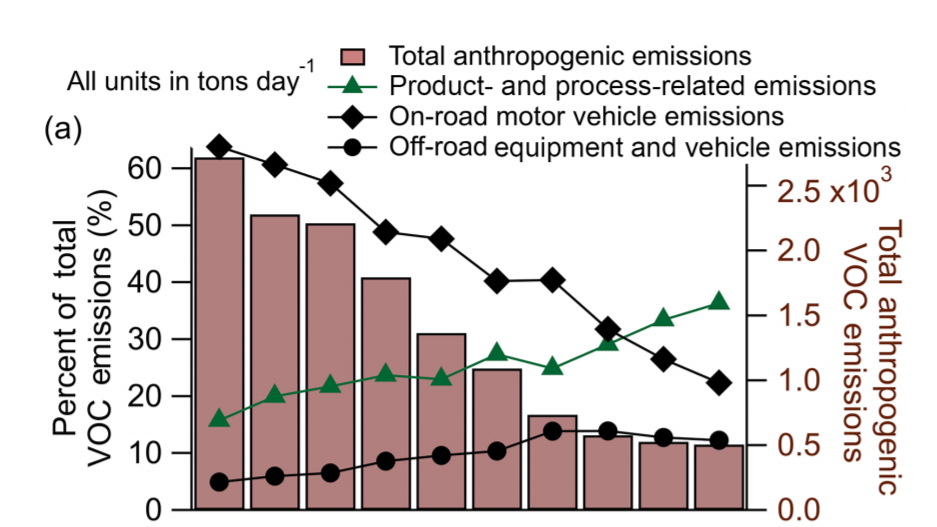 Total anthropogenic emissions
All units in tons day-1
Product- and process-related emissions
On-road motor vehicle emissions
(a)
Off-road equipment and vehicle emissions
Percent of total
VOC emissions (%)
60
50
40
30
20
10
0
2.5 x103
2.0
1.5
1.0
0.5
0.0
Total anthropogenic
VOC emissions